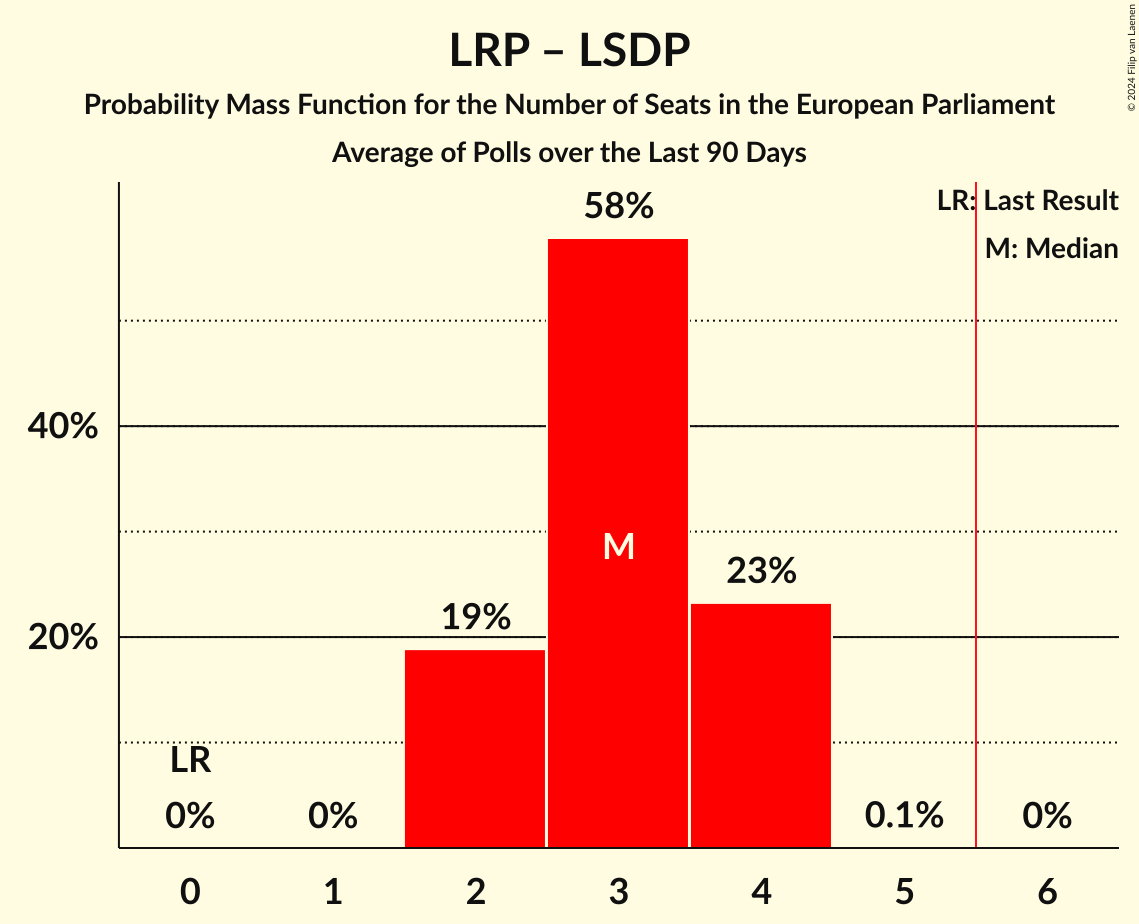 LRP – LSDP
Probability Mass Function for the Number of Seats in the European Parliament
Average of Polls over the Last 90 Days
© 2024 Filip van Laenen
LR: Last Result
M: Median
58%
40%
M
23%
19%
20%
LR
0%
0%
0.1%
0%
0
1
2
3
4
5
6